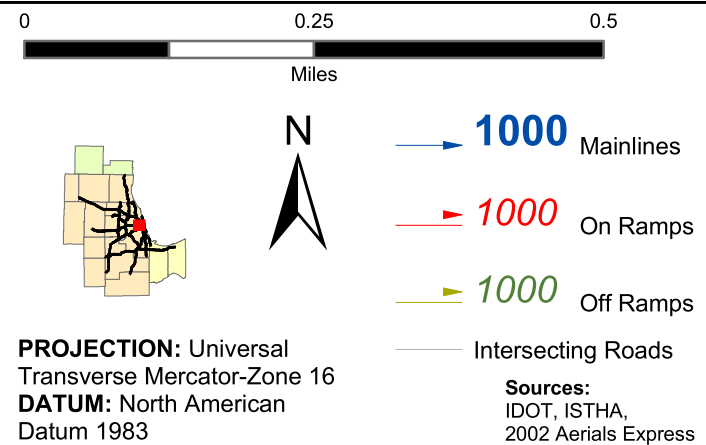 0 0.25 0.5
Miles
N
1000 Mainlines
1000 On Ramps
1000 Off Ramps
Intersecting Roads
PROJECTION: Universal
Transverse Mercator-Zone 16
DATUM: North American
Datum 1983
Sources:
IDOT, ISTHA,
2002 Aerials Express